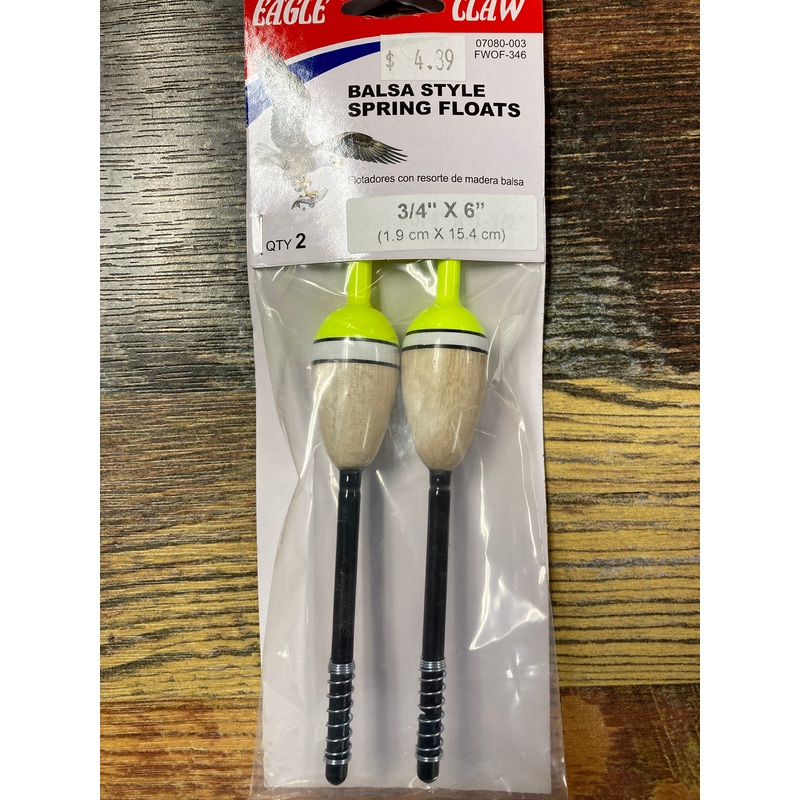 EAGLE CLAW
07080-003
FWOF-346
$ 4.39
BALSA STYLE
SPRING FLOATS
Flotadores con resorte de madera balsa
3/4" X 6”
(1.9 cm X 15.4 cm)
QTY 2